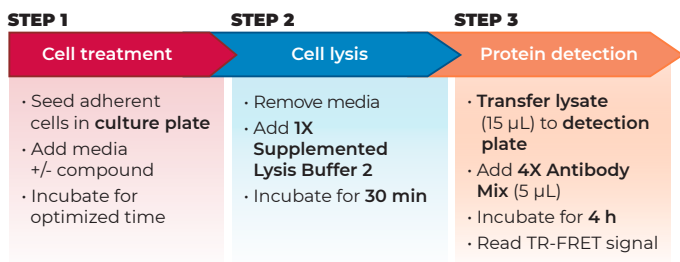 STEP 1
Cell treatment
· Seed adherent
cells in culture plate
· Add media
+/- compound
· Incubate for
optimized time
STEP 2
Cell lysis
· Remove media
· Add 1X
Supplemented
Lysis Buffer 2
· Incubate for 30 min
STEP 3
Protein detection
· Transfer lysate
(15 µL) to detection
plate
· Add 4X Antibody
Mix (5 µL)
· Incubate for 4 h
· Read TR-FRET signal